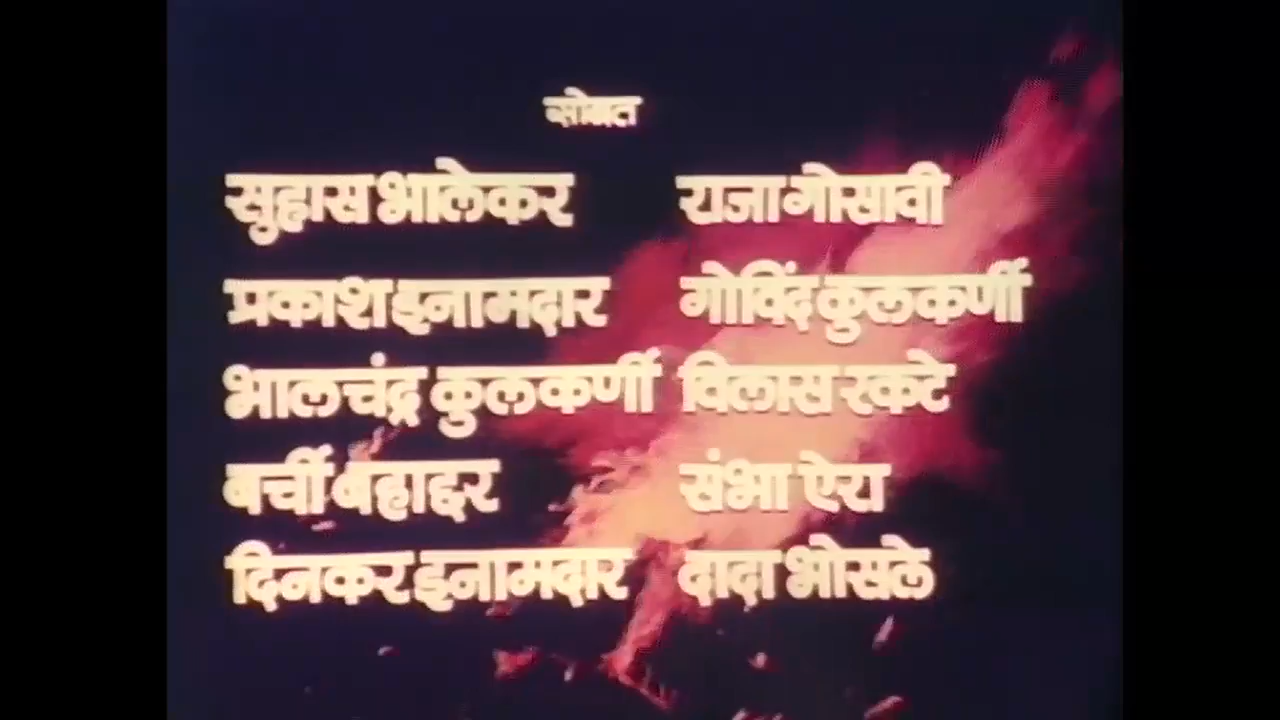 सोबत
सुहास भालेकर राजा गोसावी
प्रकाश इनामदार गोविंद कुलकर्णी
भालचंद्र कुलकर्णी विलास रकटे
बर्ची बहाद्दर संभा ऐरा
दिनकर इनामदार दादा भोसले